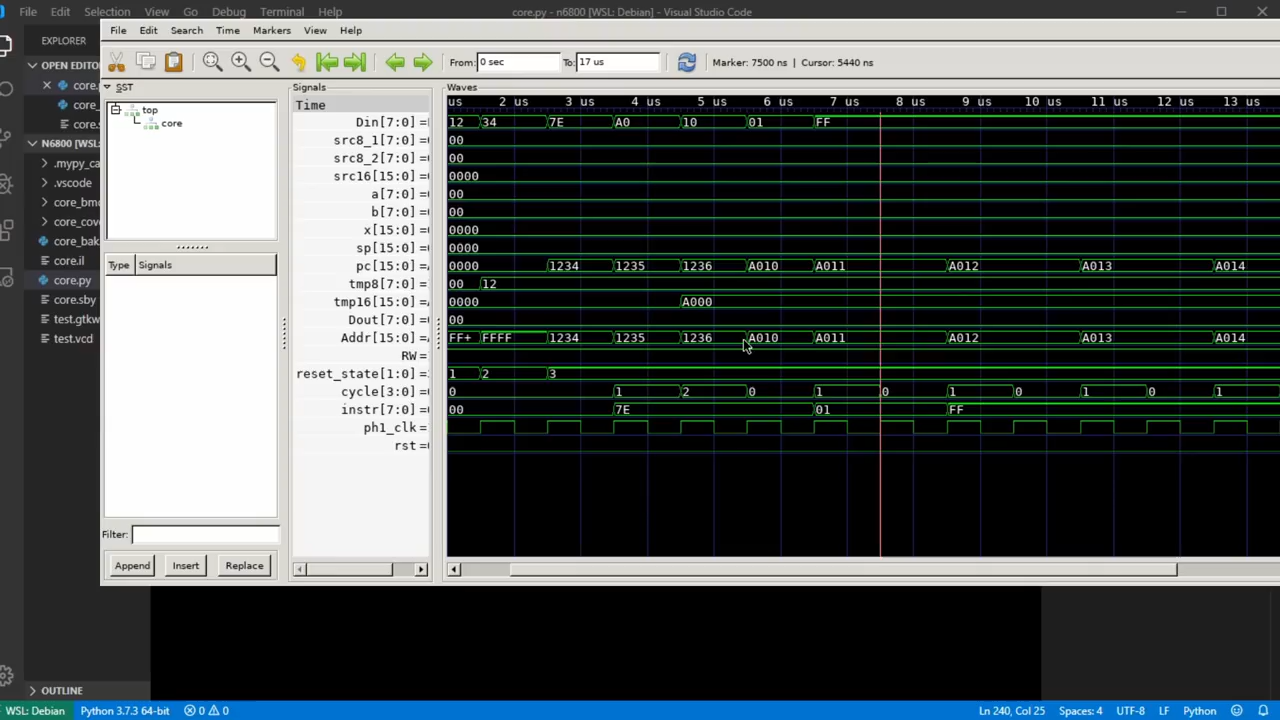 File Edit Selection View Go Debug Terminal Help core.py - n6800 [WSL: Debian] - Visual Studio Code
EXPLORER
OPEN EDITO
core.
core_
core.s
N6800 [WSL:
.mypy_ca
.vscode
core_bmc
core_cov
core_bak
core.il
core.py
core.sby
test.gtkw
test.vcd
OUTLINE
File Edit Search Time Markers View Help
From: 0 sec To: 17 us Marker: 7500 ns | Cursor: 5440 ns
SST
top
core
Type Signals
Filter:
Append Insert Replace
Signals
Time
Din[7:0] =
src8_1[7:0] =
src8_2[7:0] =
src16[15:0] =
a[7:0] =
b[7:0] =
x[15:0] =
sp[15:0] =
pc[15:0] =
tmp8[7:0] =
tmp16[15:0] =
Dout[7:0] =
Addr[15:0] =
RW =
reset_state[1:0] =
cycle[3:0] =
instr[7:0] =
ph1_clk =
rst =
Waves
us 2 us 3 us 4 us 5 us 6 us 7 us 8 us 9 us 10 us 11 us 12 us 13 us
12 34 7E A0 10 01 FF
00
00
0000
00
00
0000
0000
0000 1234 1235 1236 A010 A011 A012 A013 A014
00 12
0000 A000
00
FF+ FFFF 1234 1235 1236 A010 A011 A012 A013 A014
1 2 3
0 1 2 0 1 0 1 0 1 0 1
00 7E 01 FF
WSL: Debian Python 3.7.3 64-bit 0 0 Ln 240, Col 25 Spaces: 4 UTF-8 LF Python